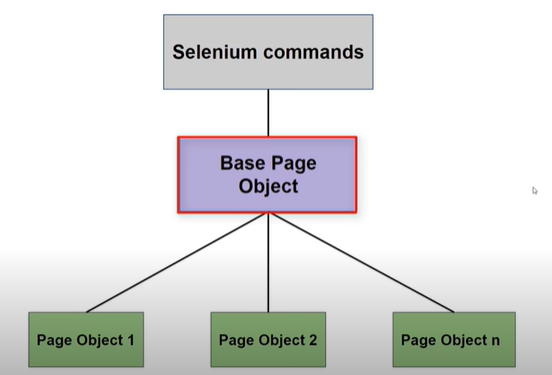 Selenium commands
Base Page
Object
Page Object 1
Page Object 2
Page Object n